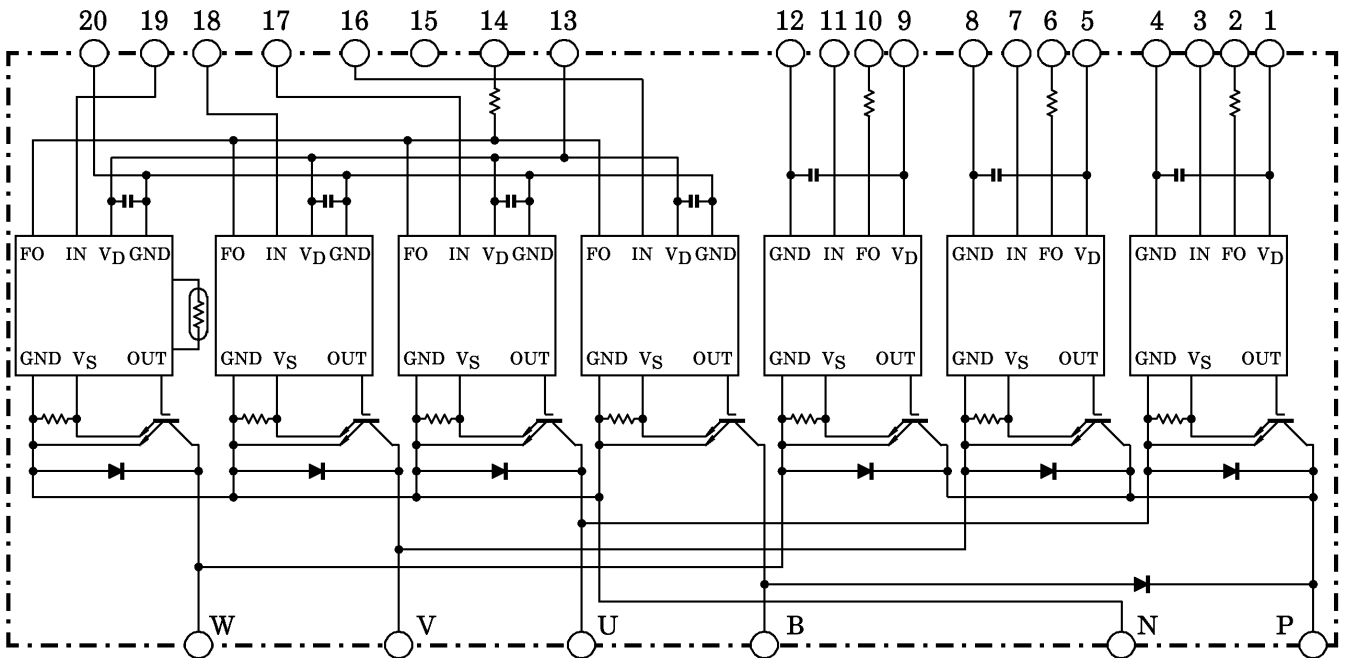 20 19 18 17 16 15 14 13 12 11 10 9 8 7 6 5 4 3 2 1
FO IN VD GND FO IN VD GND FO IN VD GND FO IN VD GND GND IN FO VD GND IN FO VD GND IN FO VD
GND VS OUT GND VS OUT GND VS OUT GND VS OUT GND VS OUT GND VS OUT GND VS OUT
W V U B N P